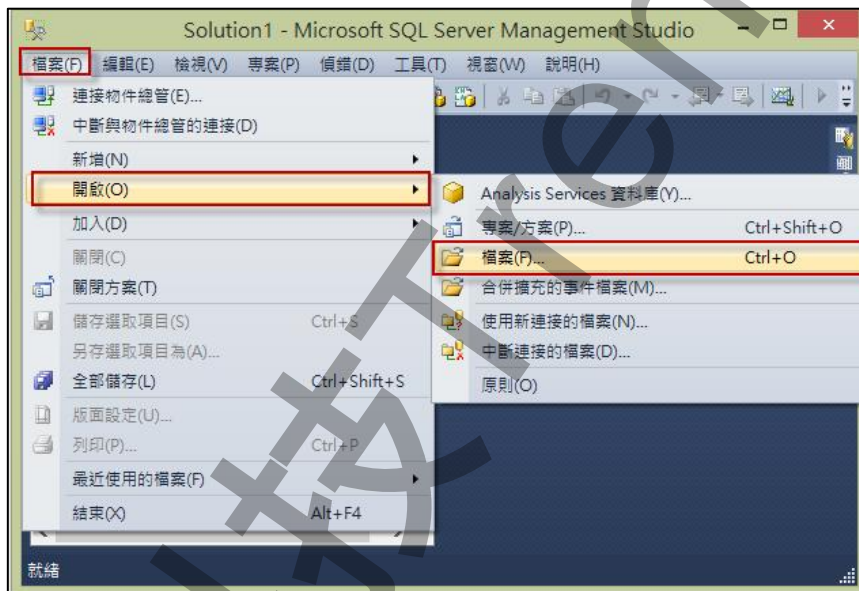 Solution1 - Microsoft SQL Server Management Studio
檔案(F) 編輯(E) 檢視(V) 專案(P) 偵錯(D) 工具(T) 視窗(W) 說明(H)
連接物件總管(E)...
中斷與物件總管的連接(D)
新增(N)
開啟(O)
Analysis Services 資料庫(Y)...
加入(D)
專案/方案(P)... Ctrl+Shift+O
關閉(C)
檔案(F)... Ctrl+O
關閉方案(T)
合併擴充的事件檔案(M)...
儲存選取項目(S) Ctrl+S
使用新連接的檔案(N)...
另存選取項目為(A)...
中斷連接的檔案(D)...
全部儲存(L) Ctrl+Shift+S
原則(O)
版面設定(U)...
列印(P)... Ctrl+P
最近使用的檔案(F)
結束(X) Alt+F4
就緒
技Tren